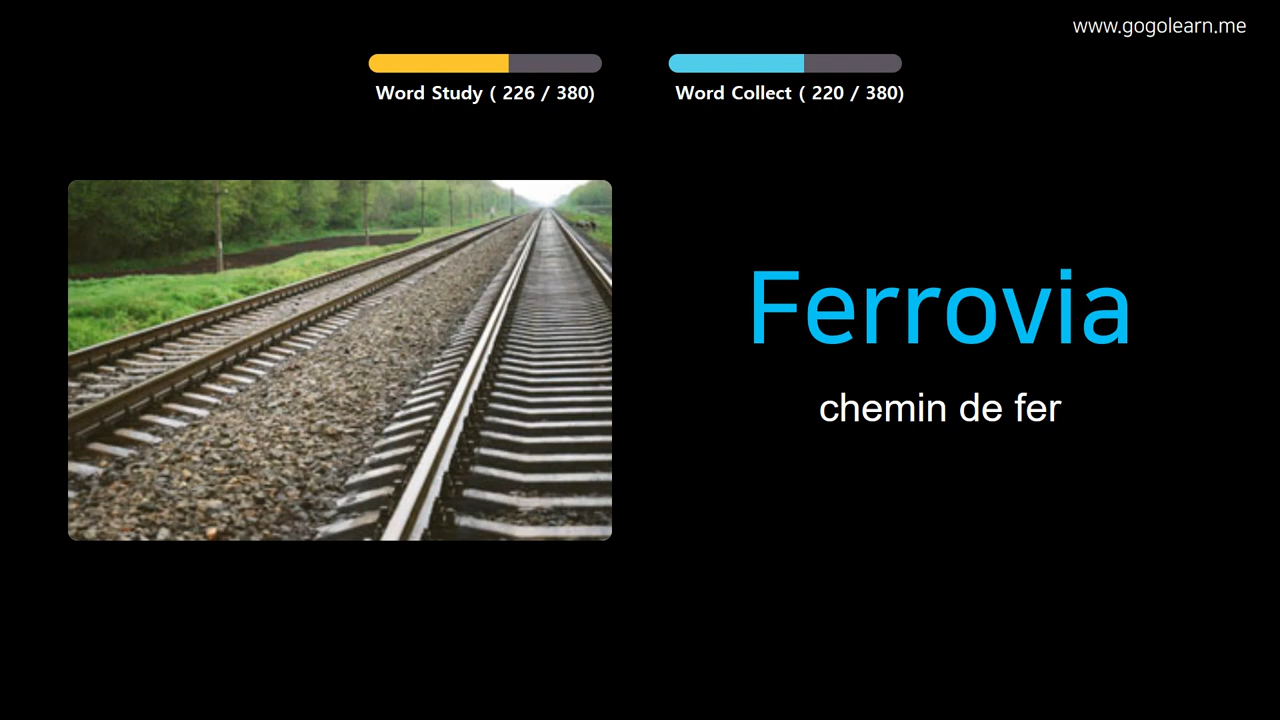 www.gogolearn.me
Word Study ( 226 / 380)
Word Collect ( 220 / 380)
Ferrovia
chemin de fer